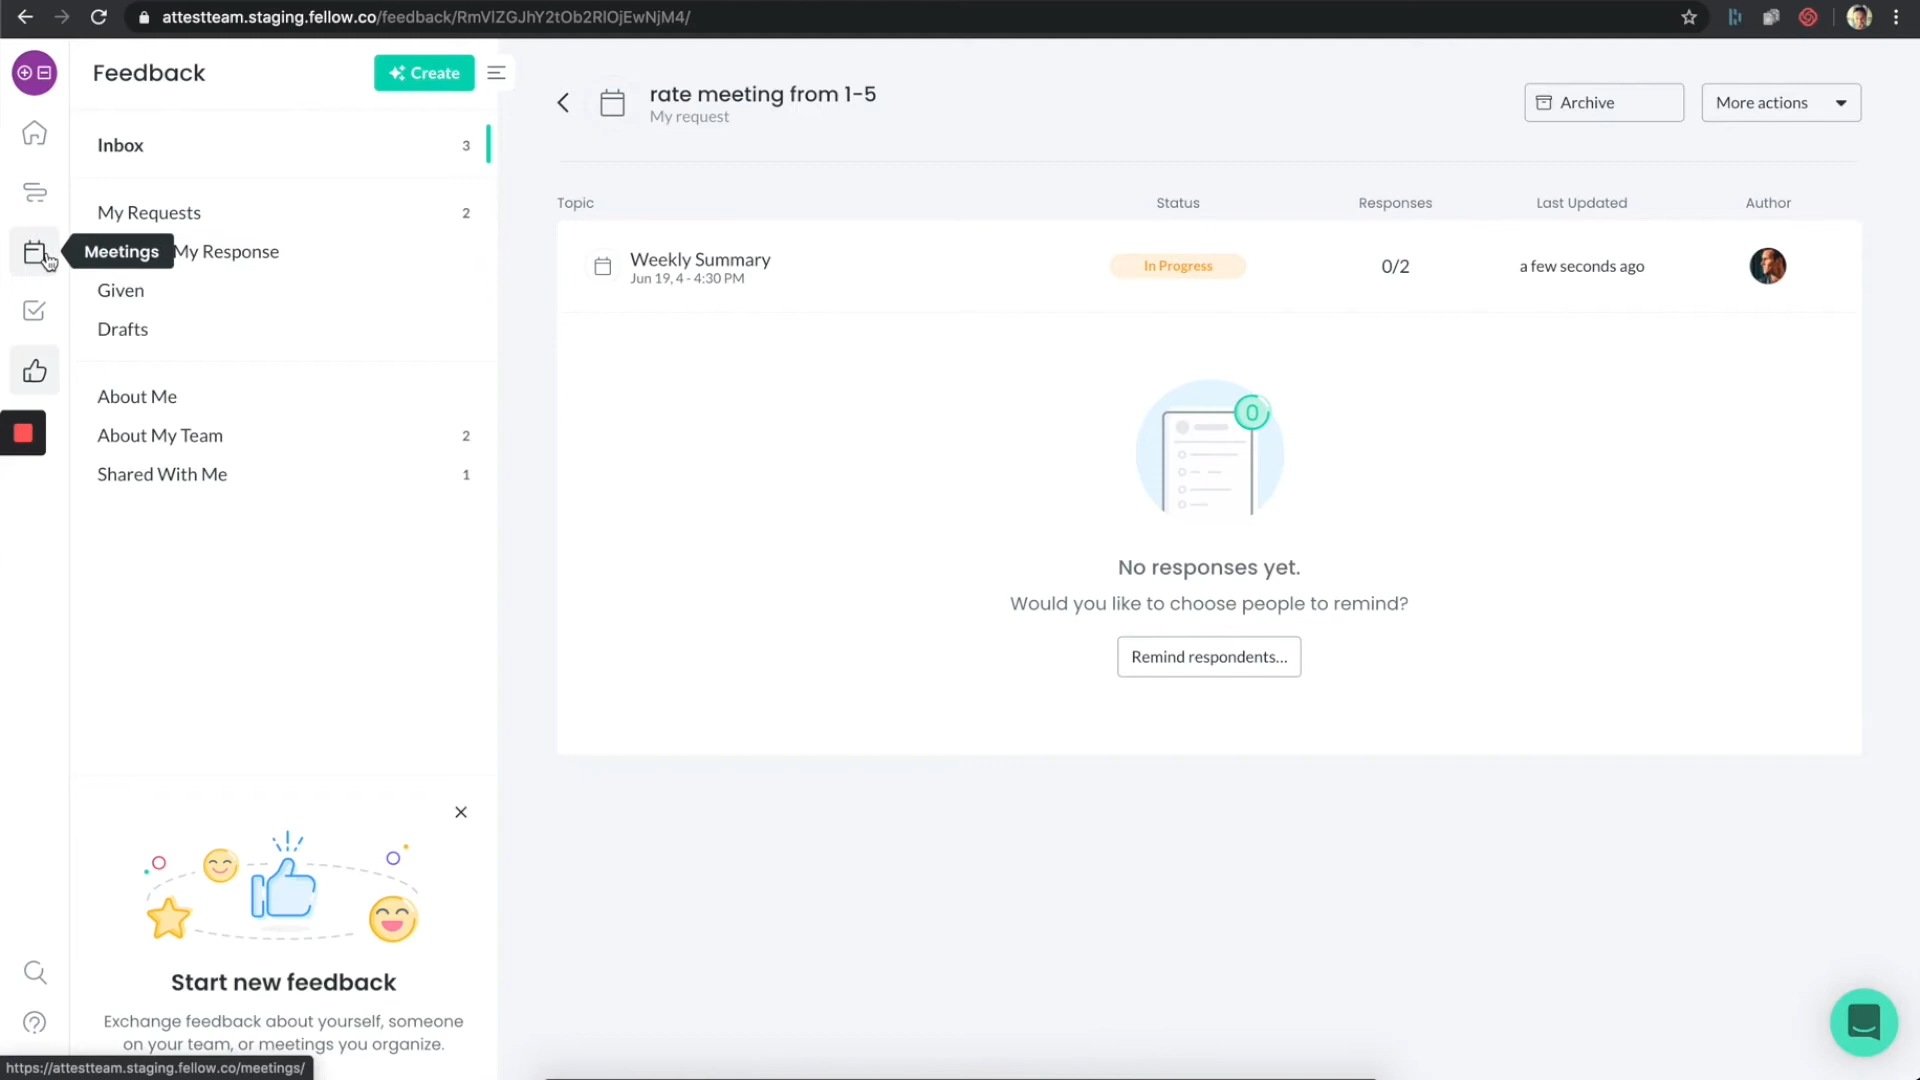 attestteam.staging.fellow.co/feedback/RmVlZGJhY2tOb2RlOjEwNjM4/
Feedback
Create
rate meeting from 1-5
My request
Archive
More actions
Inbox 3
My Requests 2
Meetings
My Response
Given
Drafts
About Me
About My Team 2
Shared With Me 1
Topic Status Responses Last Updated Author
Weekly Summary
Jun 19, 4 - 4:30 PM
In Progress
0/2
a few seconds ago
0
No responses yet.
Would you like to choose people to remind?
Remind respondents...
Start new feedback
Exchange feedback about yourself, someone
on your team, or meetings you organize.
https://attestteam.staging.fellow.co/meetings/